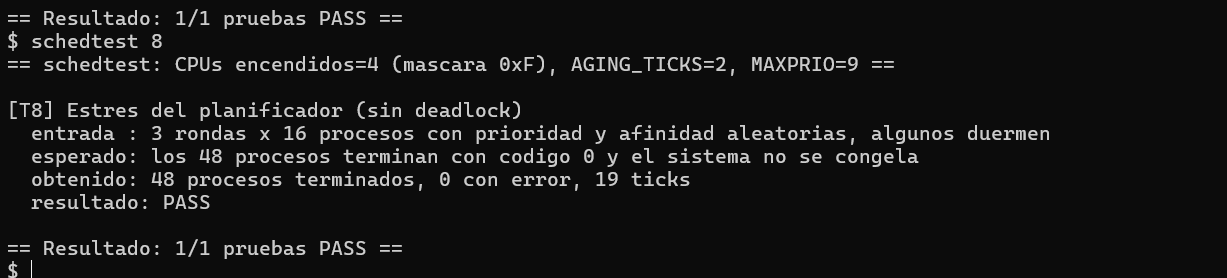 == Resultado: 1/1 pruebas PASS ==
$ schedtest 8
== schedtest: CPUs encendidos=4 (mascara 0xF), AGING_TICKS=2, MAXPRIO=9 ==
[T8] Estres del planificador (sin deadlock)
entrada : 3 rondas x 16 procesos con prioridad y afinidad aleatorias, algunos duermen
esperado: los 48 procesos terminan con codigo 0 y el sistema no se congela
obtenido: 48 procesos terminados, 0 con error, 19 ticks
resultado: PASS
== Resultado: 1/1 pruebas PASS ==
$